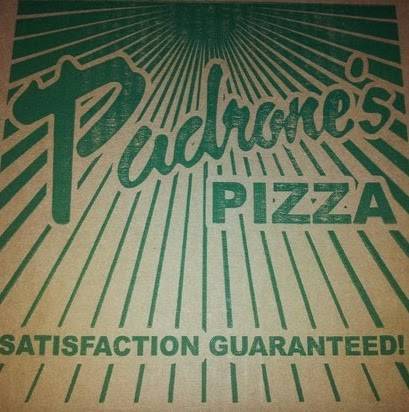 Padrone's
PIZZA
SATISFACTION GUARANTEED!